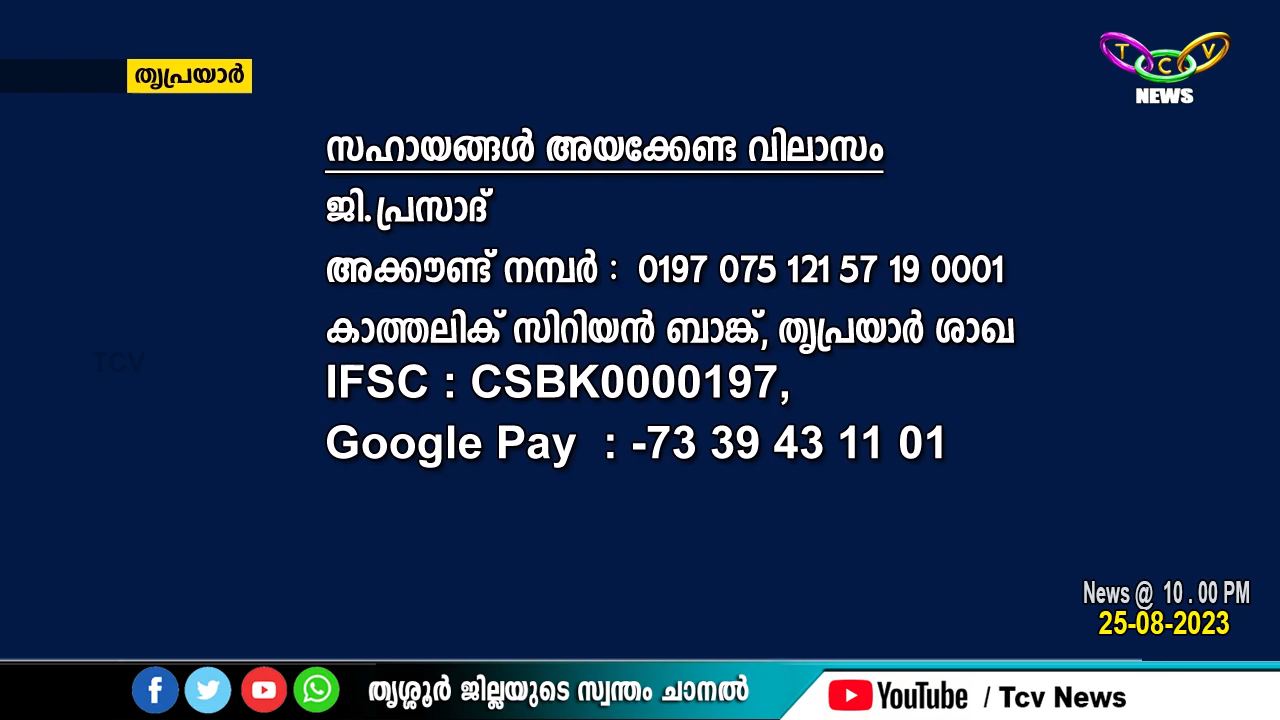 T C V
NEWS
തൃപ്രയാർ
സഹായങ്ങൾ അയക്കേണ്ട വിലാസം
ജി.പ്രസാദ്
അക്കൗണ്ട് നമ്പർ : 0197 075 121 57 19 0001
കാത്തലിക് സിറിയൻ ബാങ്ക്, തൃപ്രയാർ ശാഖ
TCV
IFSC : CSBK0000197,
Google Pay : -73 39 43 11 01
News @ 10 . 00 PM
25-08-2023
തൃശ്ശൂർ ജില്ലയുടെ സ്വന്തം ചാനൽ
YouTube / Tcv News